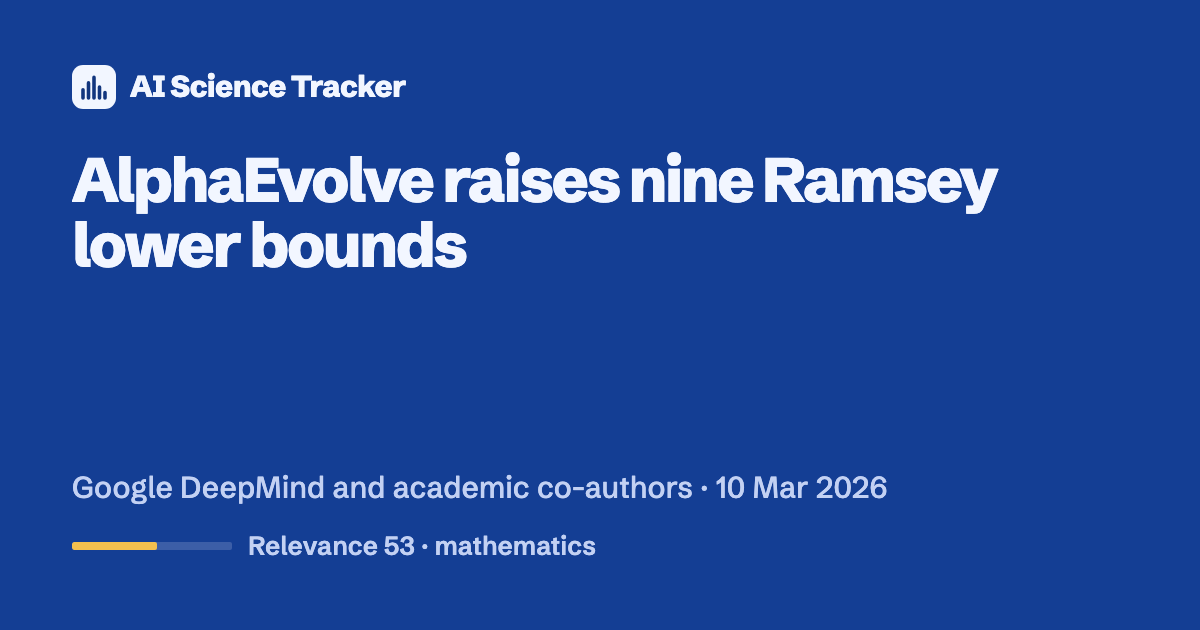 AI Science Tracker
AlphaEvolve raises nine Ramsey
lower bounds
Google DeepMind and academic co-authors · 10 Mar 2026
Relevance 53 · mathematics